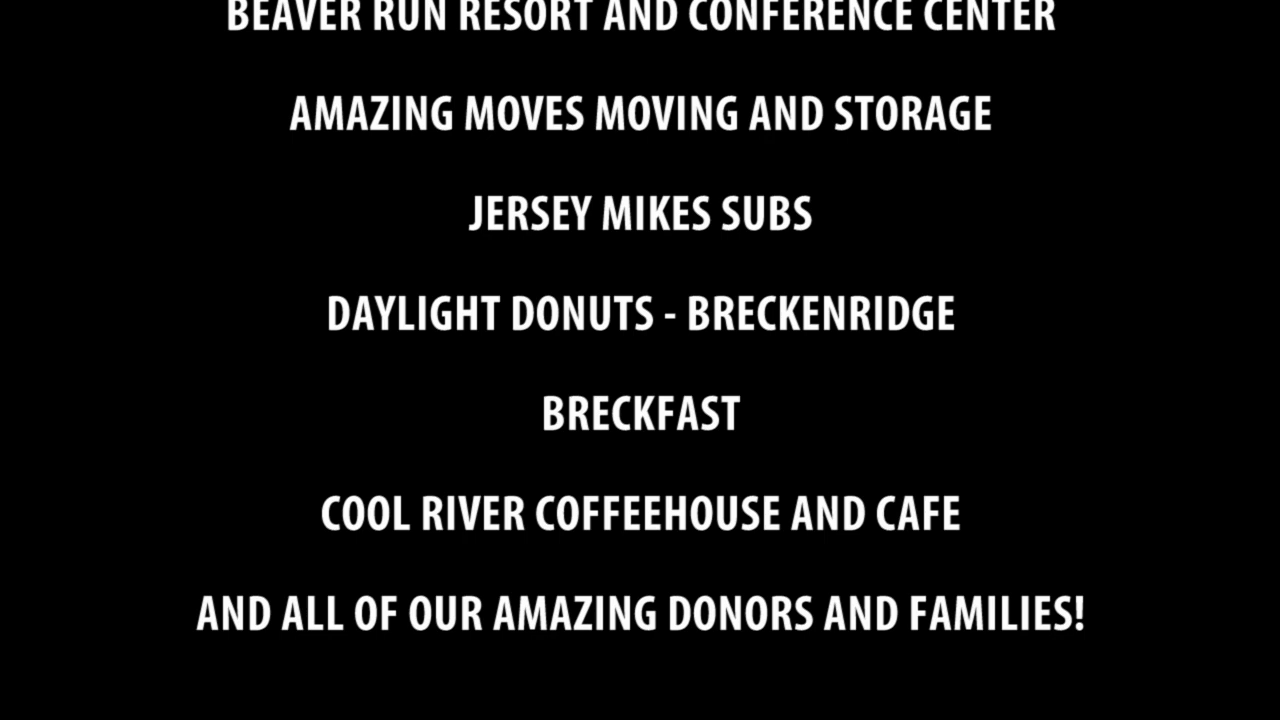 BEAVER RUN RESORT AND CONFERENCE CENTER
AMAZING MOVES MOVING AND STORAGE
JERSEY MIKES SUBS
DAYLIGHT DONUTS - BRECKENRIDGE
BRECKFAST
COOL RIVER COFFEEHOUSE AND CAFE
AND ALL OF OUR AMAZING DONORS AND FAMILIES!